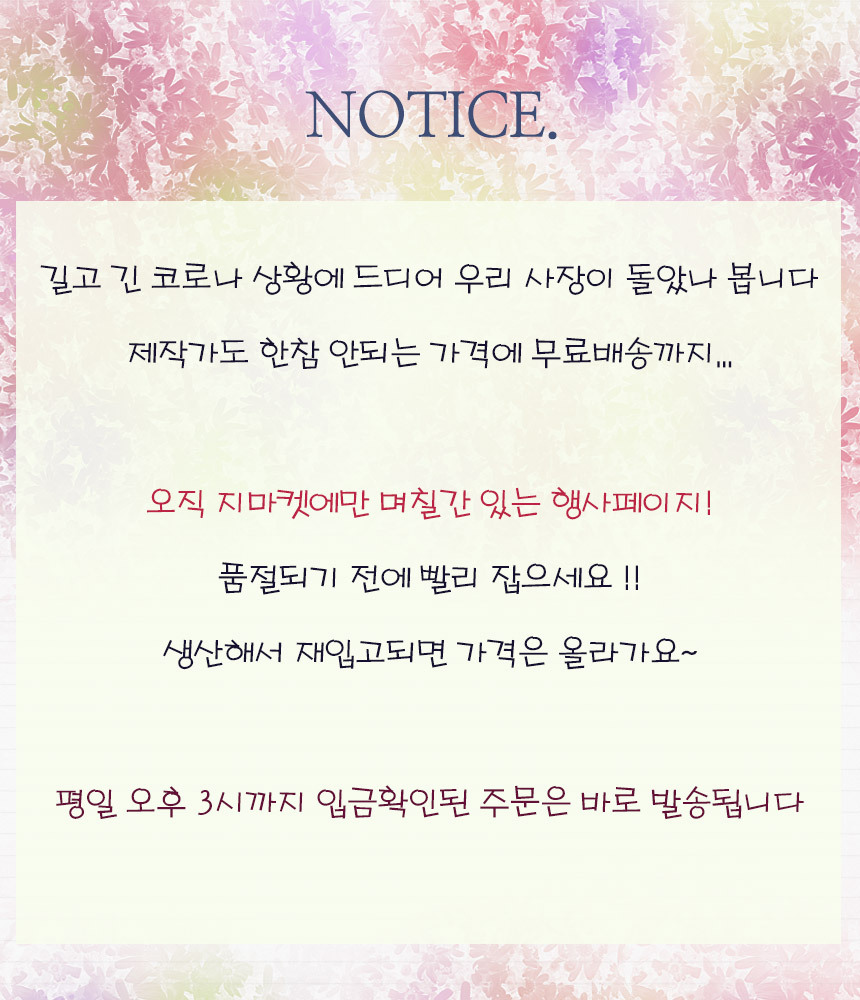 NOTICE.
길고 긴 코로나 상황에 드디어 우리 사장이 돌았나 봅니다
제작가도 한참 안되는 가격에 무료배송까지...
오직 지마켓에만 며칠간 있는 행사페이지!
품절되기 전에 빨리 잡으세요 !!
생산해서 재입고되면 가격은 올라가요~
평일 오후 3시까지 입금확인된 주문은 바로 발송됩니다